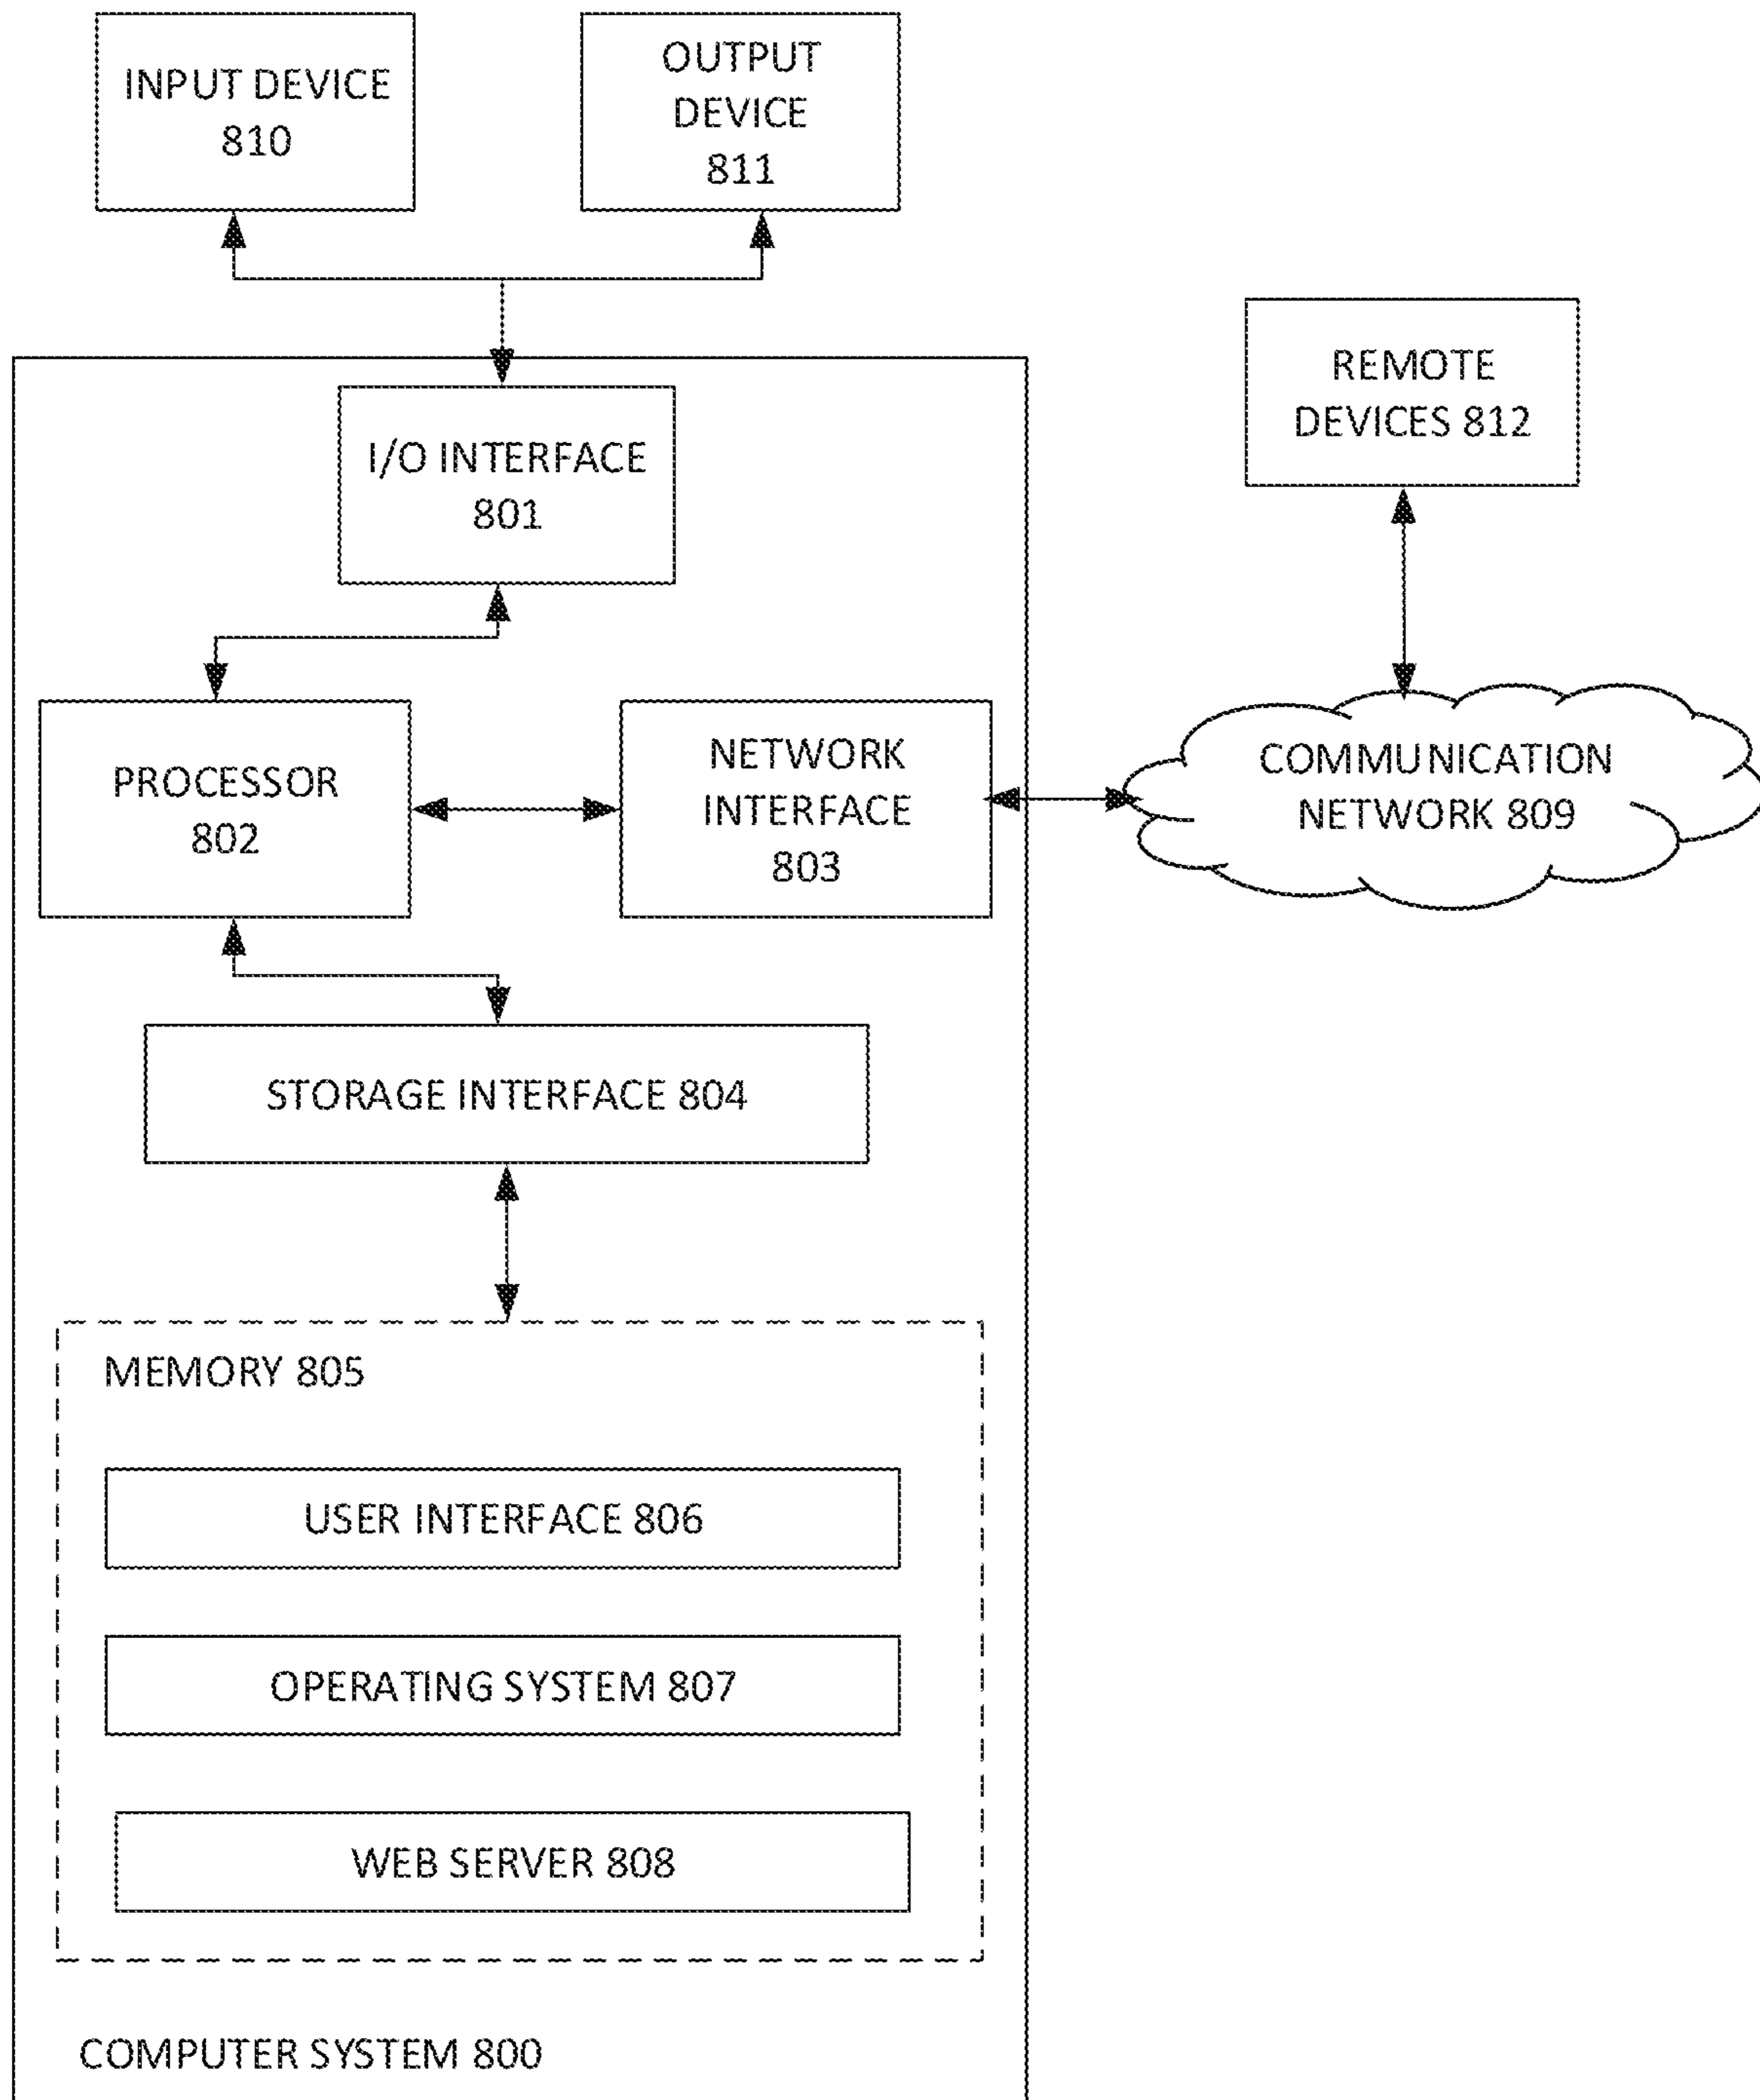 INPUT DEVICE
810
OUTPUT
DEVICE
811
I/O INTERFACE
801
REMOTE
DEVICES 812
PROCESSOR
802
NETWORK
INTERFACE
803
COMMUNICATION
NETWORK 809
STORAGE INTERFACE 804
MEMORY 805
USER INTERFACE 806
OPERATING SYSTEM 807
WEB SERVER 808
COMPUTER SYSTEM 800